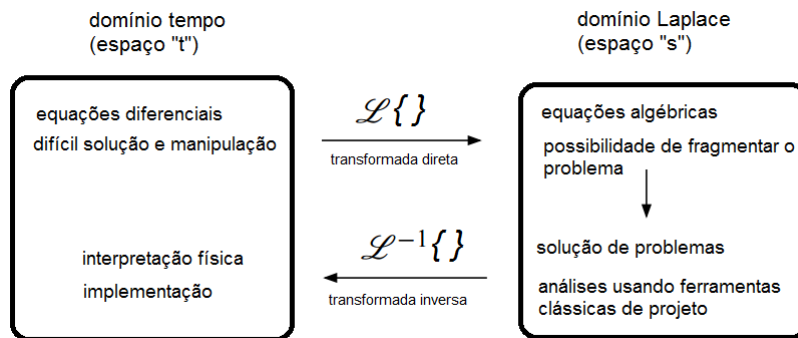 domínio tempo
(espaço "t")
equações diferenciais
difícil solução e manipulação
interpretação física
implementação
ℒ{}
transformada direta
ℒ⁻¹{}
transformada inversa
domínio Laplace
(espaço "s")
equações algébricas
possibilidade de fragmentar o
problema
solução de problemas
análises usando ferramentas
clássicas de projeto